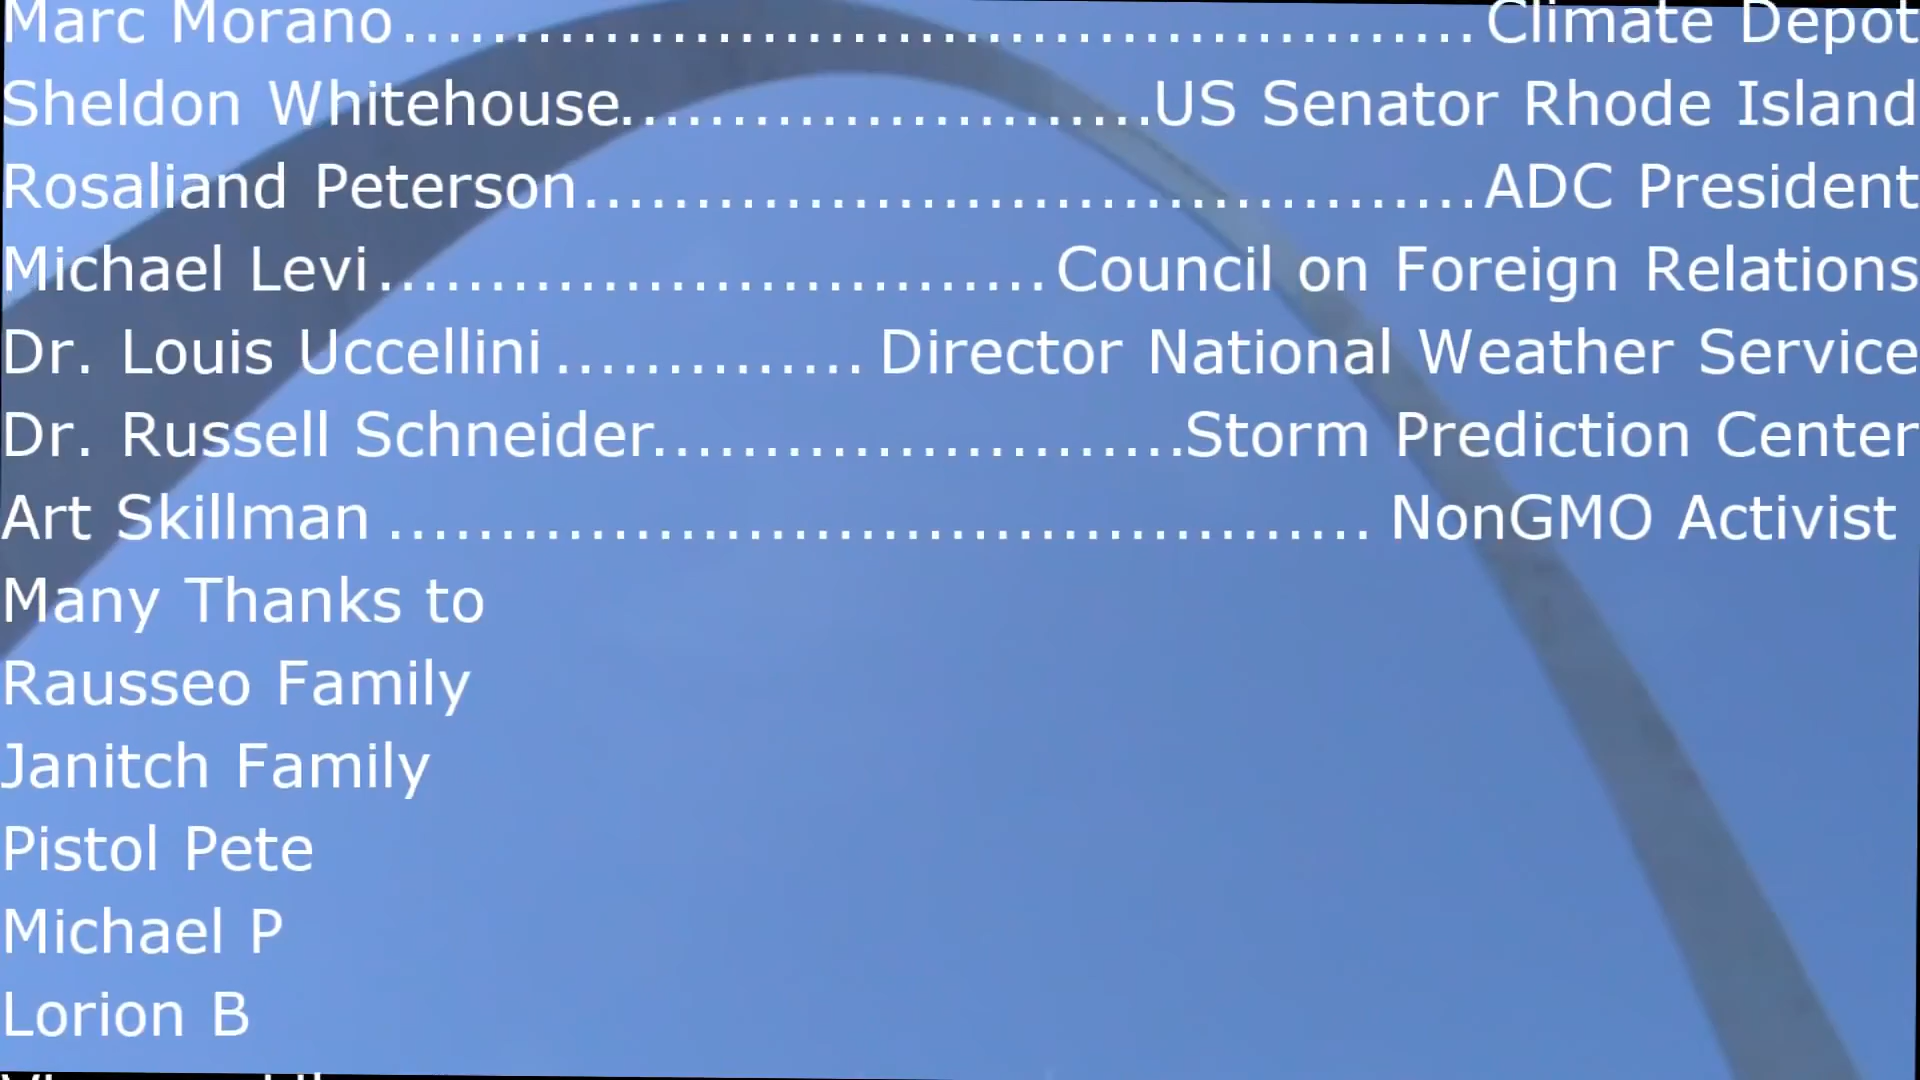 Marc Morano................................................Climate Depot
Sheldon Whitehouse........................US Senator Rhode Island
Rosaliand Peterson.........................................ADC President
Michael Levi..............................Council on Foreign Relations
Dr. Louis Uccellini .............. Director National Weather Service
Dr. Russell Schneider........................Storm Prediction Center
Art Skillman ............................................ NonGMO Activist
Many Thanks to
Rausseo Family
Janitch Family
Pistol Pete
Michael P
Lorion B